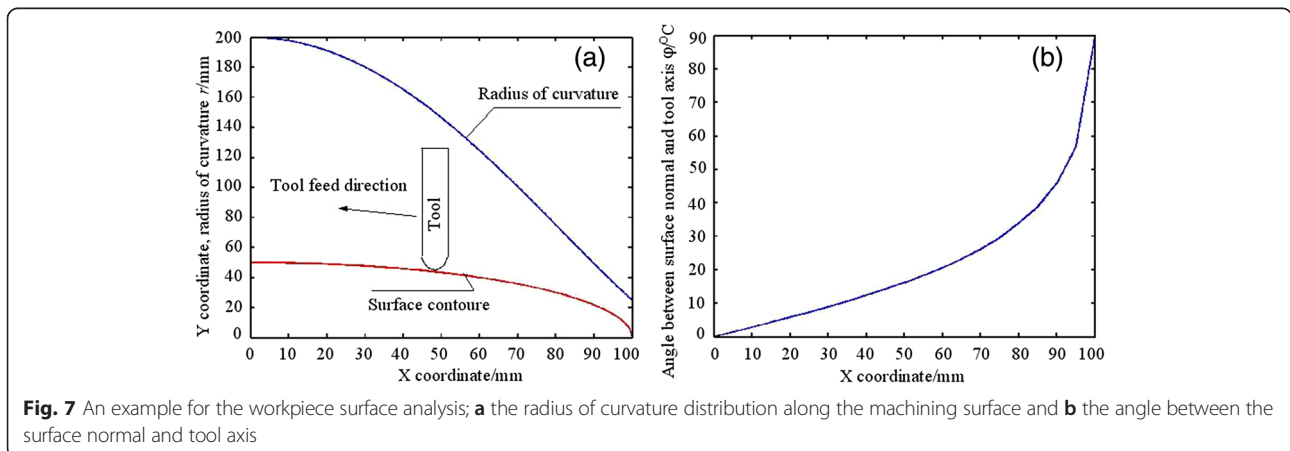 (a)
Y coordinate, radius of curvature r/mm
200
180
160
140
120
100
80
60
40
20
0
Radius of curvature
Tool feed direction
Tool
Surface contoure
0 10 20 30 40 50 60 70 80 90 100
X coordinate/mm
(b)
Angle between surface normal and tool axis φ/°C
90
80
70
60
50
40
30
20
10
0
0 10 20 30 40 50 60 70 80 90 100
X coordinate/mm
Fig. 7 An example for the workpiece surface analysis; a the radius of curvature distribution along the machining surface and b the angle between the
surface normal and tool axis